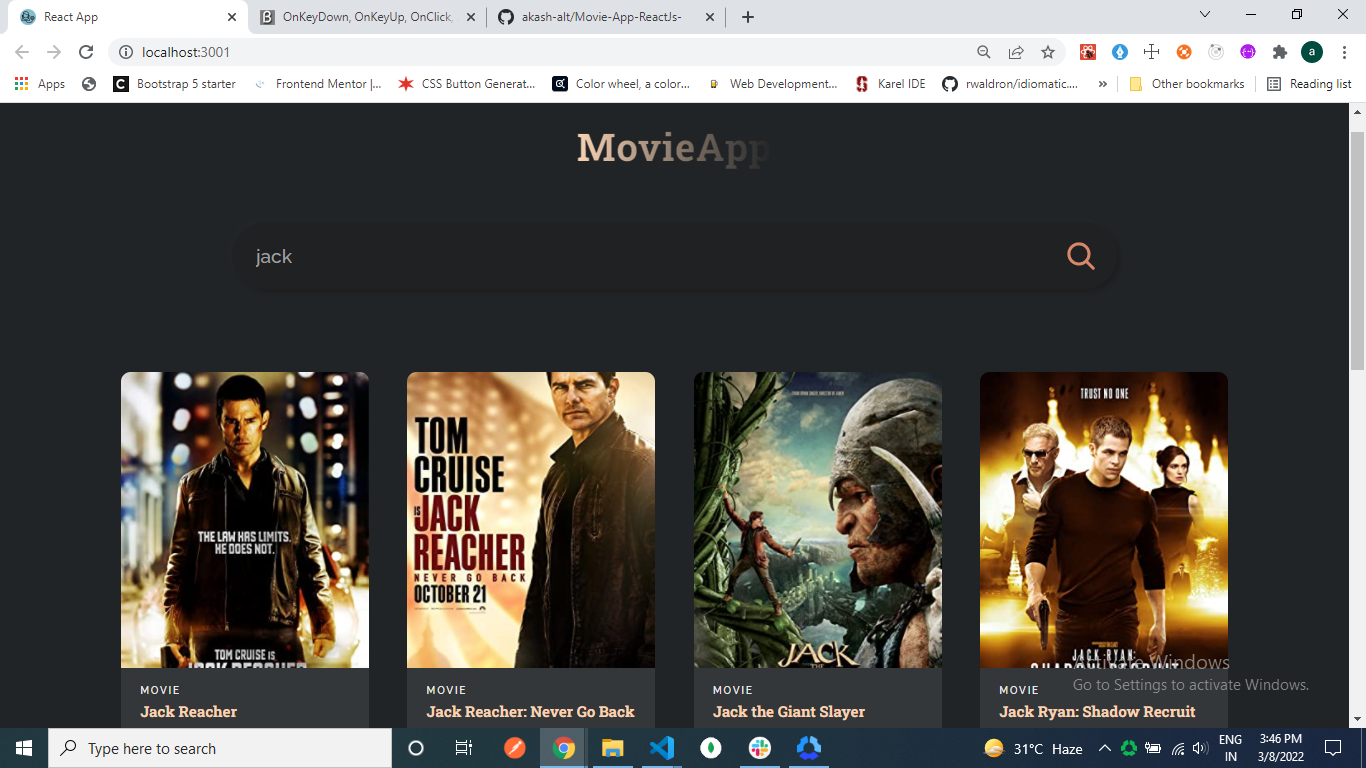 React App
OnKeyDown, OnKeyUp, OnClick,
akash-alt/Movie-App-ReactJs-
localhost:3001
a
Apps
Bootstrap 5 starter
Frontend Mentor |...
CSS Button Generat...
Color wheel; a color...
Web Development...
Karel IDE
rwaldron/idiomatic....
»
Other bookmarks
Reading list
MovieApp
jack
THE LAW HAS LIMITS.
HE DOES NOT.
TOM CRUISE IS
JACK REACHER
TOM
CRUISE
IS
JACK
REACHER
NEVER GO BACK
OCTOBER 21
JACK
THE
TRUST NO ONE
JACK RYAN:
SHADOW RECRUIT
MOVIE
Jack Reacher
MOVIE
Jack Reacher: Never Go Back
MOVIE
Jack the Giant Slayer
MOVIE
Jack Ryan: Shadow Recruit
Activate Windows
Go to Settings to activate Windows.
Type here to search
31°C Haze
ENG
IN
3:46 PM
3/8/2022